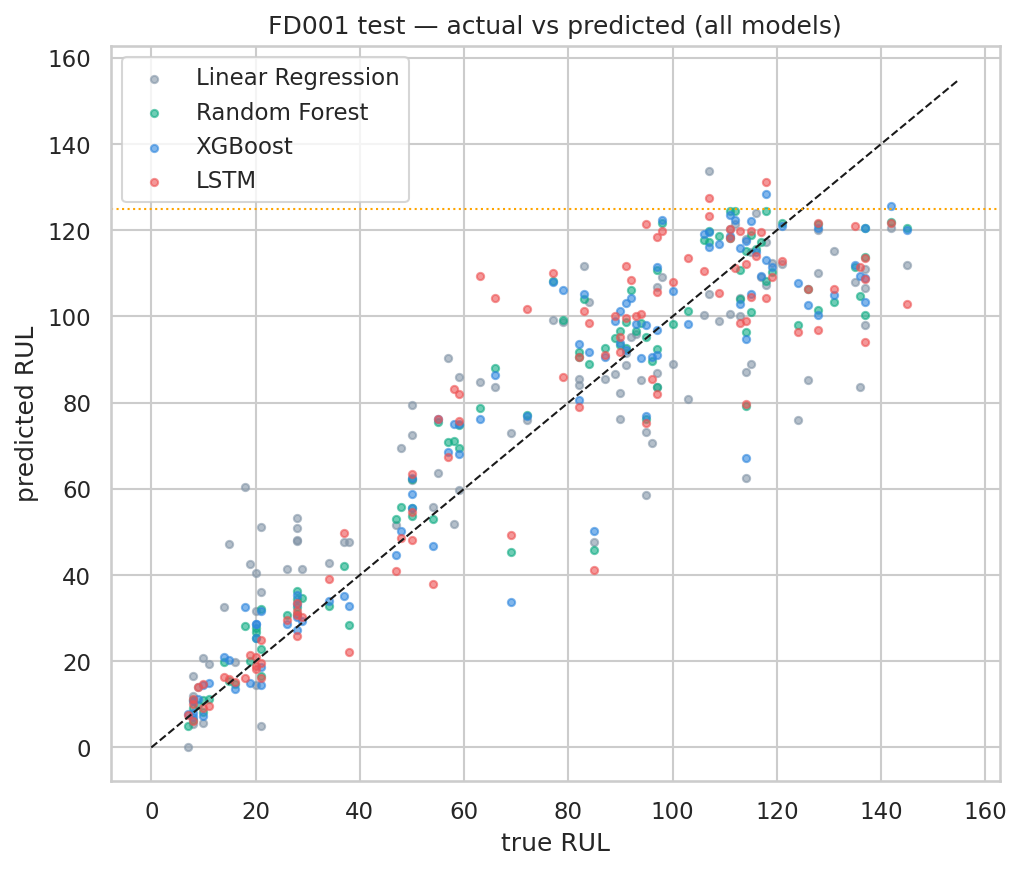 FD001 test — actual vs predicted (all models)
Linear Regression
Random Forest
XGBoost
LSTM
predicted RUL
160
140
120
100
80
60
40
20
0
0 20 40 60 80 100 120 140 160
true RUL